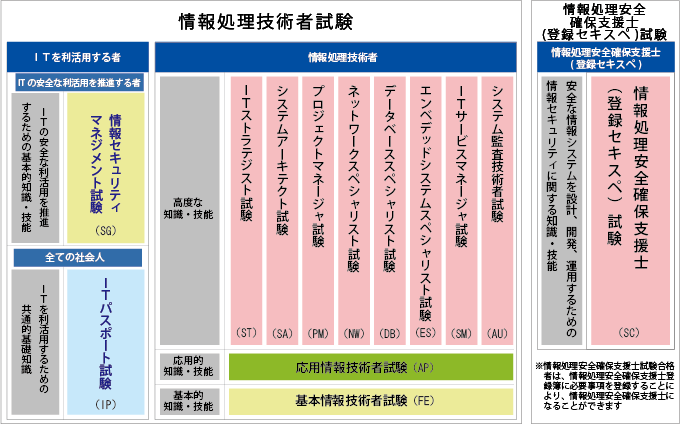 情報処理技術者試験
ITを利活用する者
ITの安全な利活用を推進する者
ITの安全な利活用を推進
するための基本的知識・技能
情報セキュリティ
マネジメント試験
(SG)
全ての社会人
ITを利活用するための
共通的基礎知識
ITパスポート試験
(IP)
情報処理技術者
高度な
知識・技能
ITストラテジスト試験
(ST)
システムアーキテクト試験
(SA)
プロジェクトマネージャ試験
(PM)
ネットワークスペシャリスト試験
(NW)
データベーススペシャリスト試験
(DB)
エンベデッドシステムスペシャリスト試験
(ES)
ITサービスマネージャ試験
(SM)
システム監査技術者試験
(AU)
応用的
知識・技能
応用情報技術者試験(AP)
基本的
知識・技能
基本情報技術者試験(FE)
情報処理安全
確保支援士
(登録セキスペ)試験
情報処理安全確保支援士
(登録セキスペ)
安全な情報システムを設計、開発、運用するための
情報セキュリティに関する知識・技能
情報処理安全確保支援士
(登録セキスペ)試験
(SC)
※情報処理安全確保支援士試験合格
者は、情報処理安全確保支援士登
録簿に必要事項を登録することに
より、情報処理安全確保支援士に
なることができます